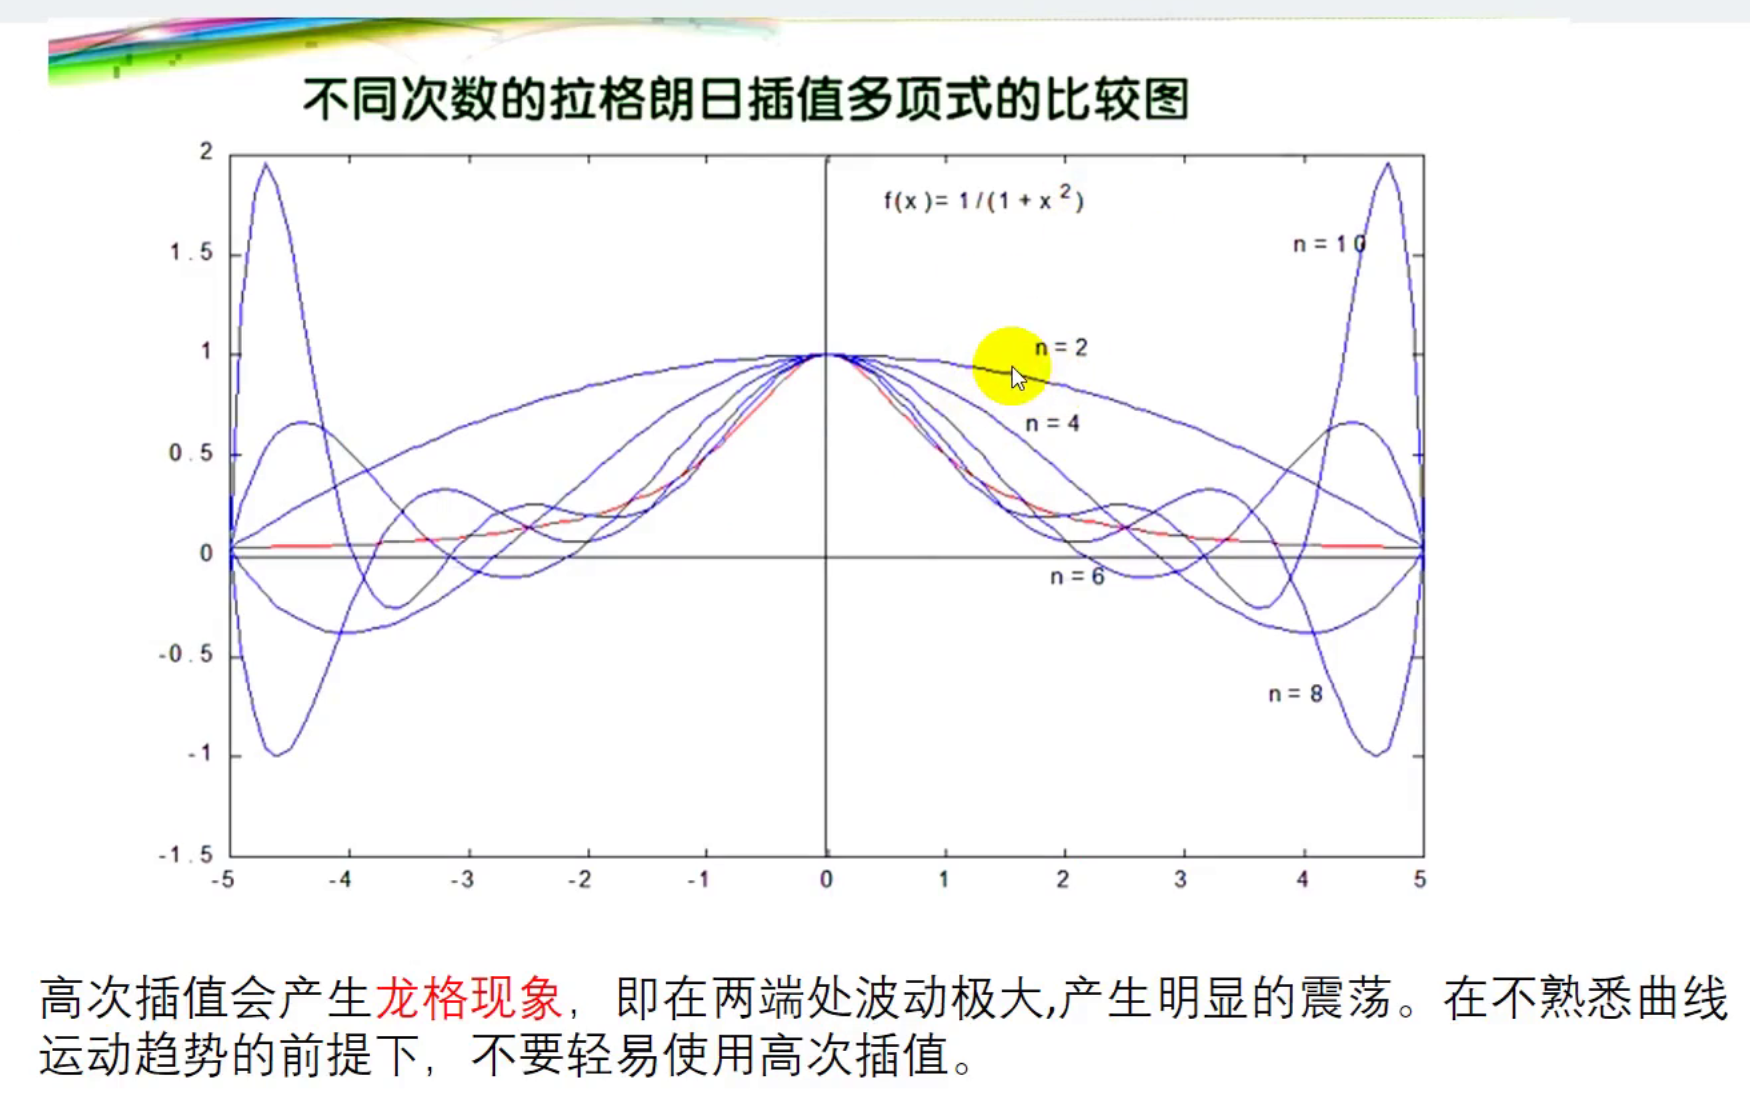 不同次数的拉格朗日插值多项式的比较图
2
f(x)= 1/(1 + x²)
1.5
n = 10
1
n = 2
n = 4
0.5
0
n = 6
-0.5
n = 8
-1
-1.5
-5 -4 -3 -2 -1 0 1 2 3 4 5
高次插值会产生龙格现象，即在两端处波动极大,产生明显的震荡。在不熟悉曲线
运动趋势的前提下，不要轻易使用高次插值。